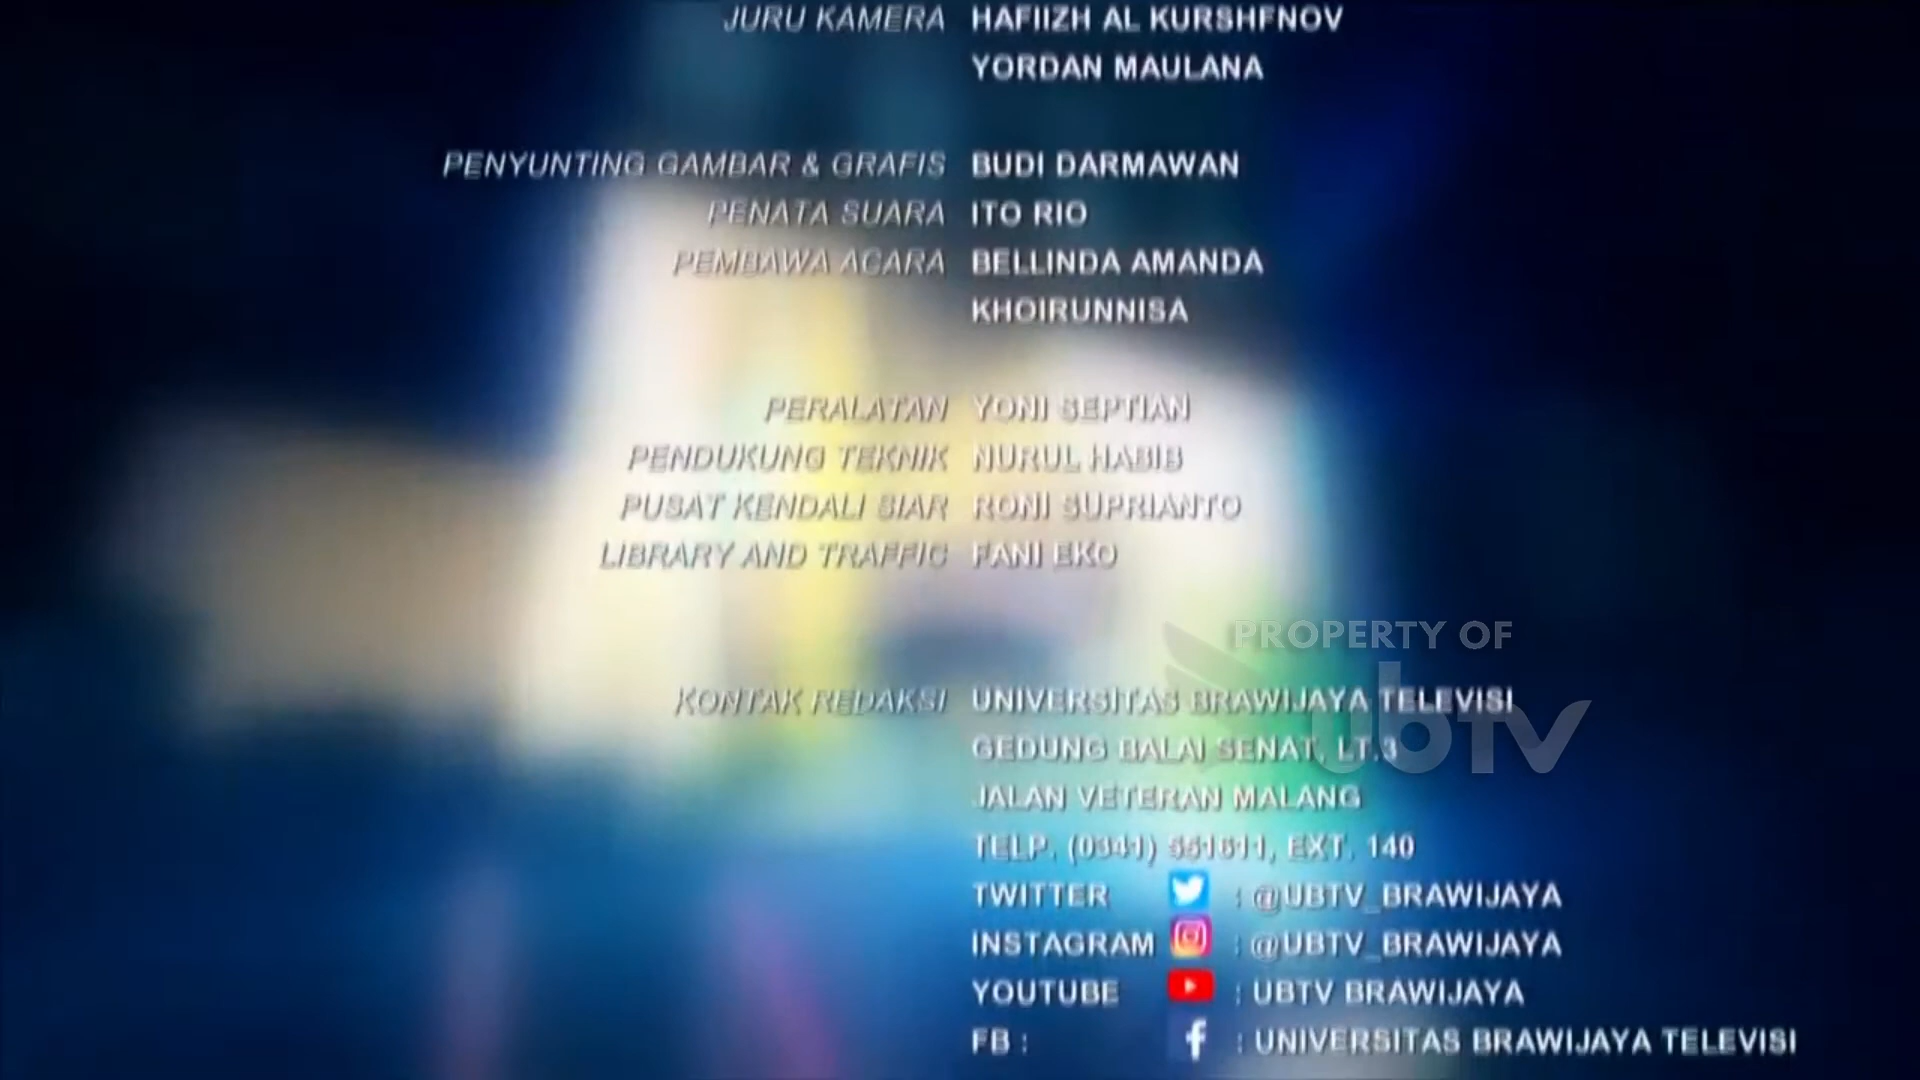 JURU KAMERA HAFIIZH AL KURSHFNOV
YORDAN MAULANA
PENYUNTING GAMBAR & GRAFIS BUDI DARMAWAN
PENATA SUARA ITO RIO
PEMBAWA ACARA BELLINDA AMANDA
KHOIRUNNISA
PERALATAN YONI SEPTIAN
PENDUKUNG TEKNIK NURUL HABIB
PUSAT KENDALI SIAR RONI SUPRIANTO
LIBRARY AND TRAFFIC FANI EKO
PROPERTY OF
ubtv
KONTAK REDAKSI UNIVERSITAS BRAWIJAYA TELEVISI
GEDUNG BALAI SENAT, LT.3
JALAN VETERAN MALANG
TELP. (0341) 551611, EXT. 140
TWITTER : @UBTV_BRAWIJAYA
INSTAGRAM : @UBTV_BRAWIJAYA
YOUTUBE : UBTV BRAWIJAYA
FB : : UNIVERSITAS BRAWIJAYA TELEVISI